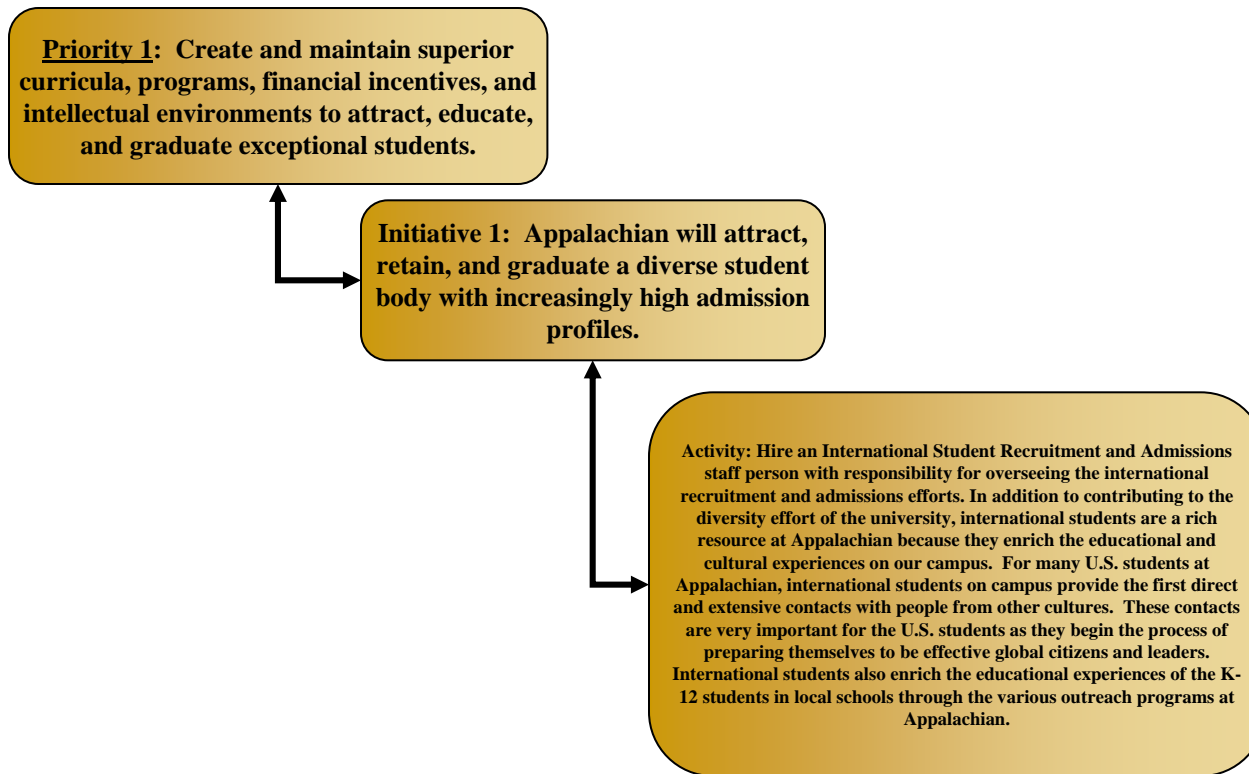 Priority 1:  Create and maintain superior
curricula, programs, financial incentives, and
intellectual environments to attract, educate,
and graduate exceptional students.
Initiative 1:  Appalachian will attract,
retain, and graduate a diverse student
body with increasingly high admission
profiles.
Activity: Hire an International Student Recruitment and Admissions
staff person with responsibility for overseeing the international
recruitment and admissions efforts. In addition to contributing to the
diversity effort of the university, international students are a rich
resource at Appalachian because they enrich the educational and
cultural experiences on our campus.  For many U.S. students at
Appalachian, international students on campus provide the first direct
and extensive contacts with people from other cultures.  These contacts
are very important for the U.S. students as they begin the process of
preparing themselves to be effective global citizens and leaders.
International students also enrich the educational experiences of the K-
12 students in local schools through the various outreach programs at
Appalachian.